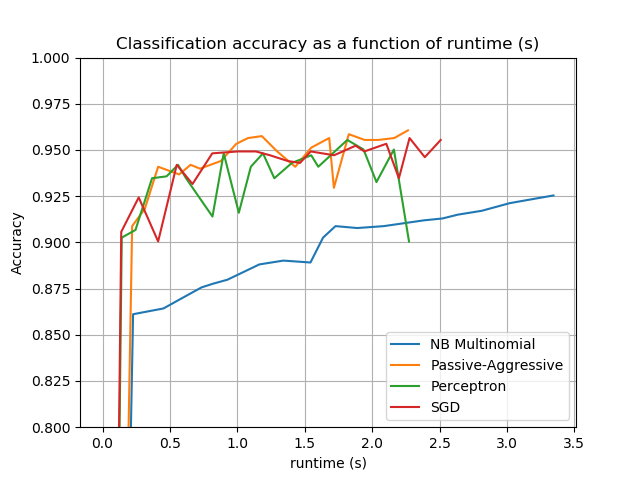 Classification accuracy as a function of runtime (s)
1.000
0.975
0.950
0.925
0.900
0.875
0.850
0.825
0.800
Accuracy
0.0 0.5 1.0 1.5 2.0 2.5 3.0 3.5
runtime (s)
NB Multinomial
Passive-Aggressive
Perceptron
SGD